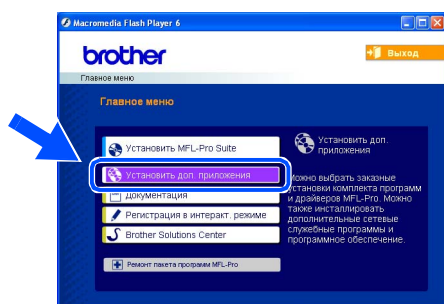 Macromedia Flash Player 6
brother
Выход
Главное меню
Главное меню
Установить MFL-Pro Suite
Установить доп. приложения
Документация
Регистрация в интеракт. режиме
Brother Solutions Center
Ремонт пакета программ MFL-Pro
Установить доп.
приложения
Можно выбрать заказные
установки комплекта программ
и драйверов MFL-Pro. Можно
также инсталлировать
дополнительные сетевые
служебные программы и
программное обеспечение.